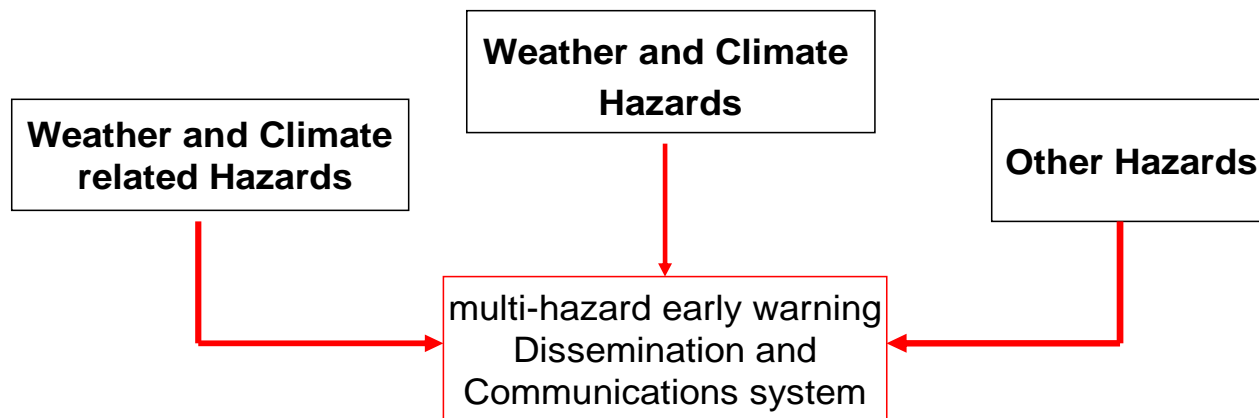 Weather and Climate
Hazards
Weather and Climate
related Hazards
Other Hazards
multi-hazard early warning
Dissemination and
Communications system